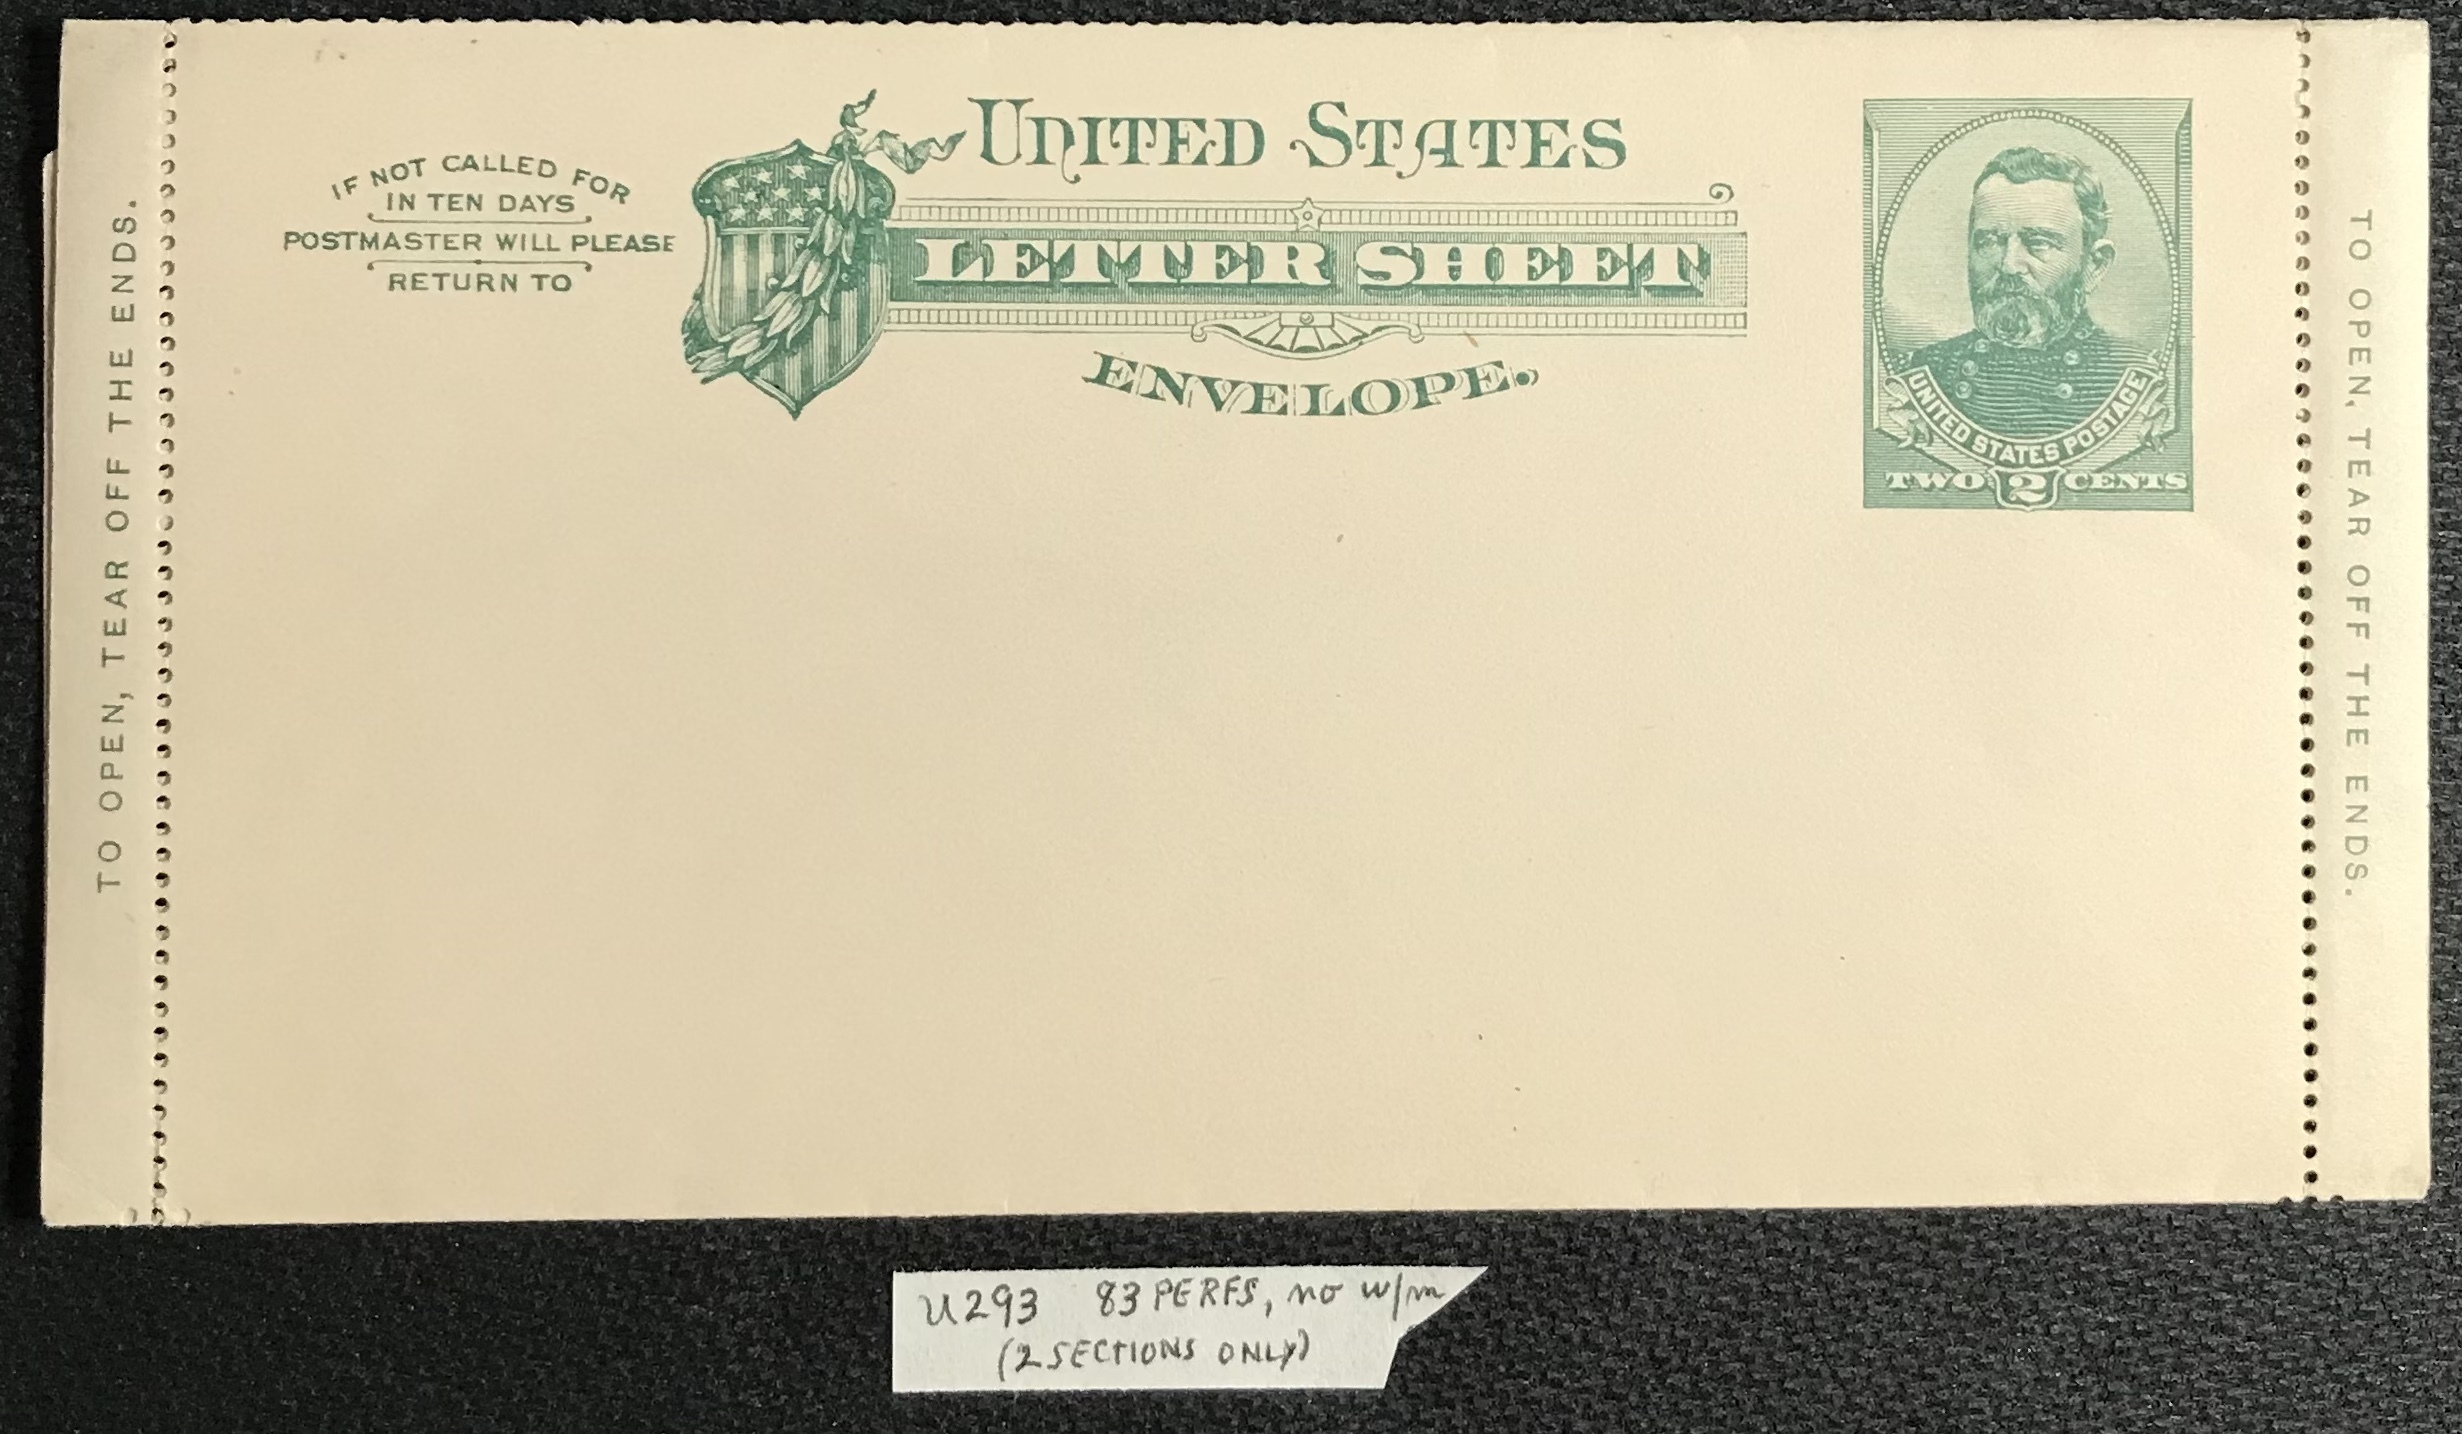 TO OPEN, TEAR OFF THE ENDS.
IF NOT CALLED FOR
IN TEN DAYS
POSTMASTER WILL PLEASE
RETURN TO
UNITED STATES
LETTER SHEET
ENVELOPE.
UNITED STATES POSTAGE
TWO 2 CENTS
TO OPEN, TEAR OFF THE ENDS.
U293 83 PERFS, no w/m
(2 SECTIONS ONLY)